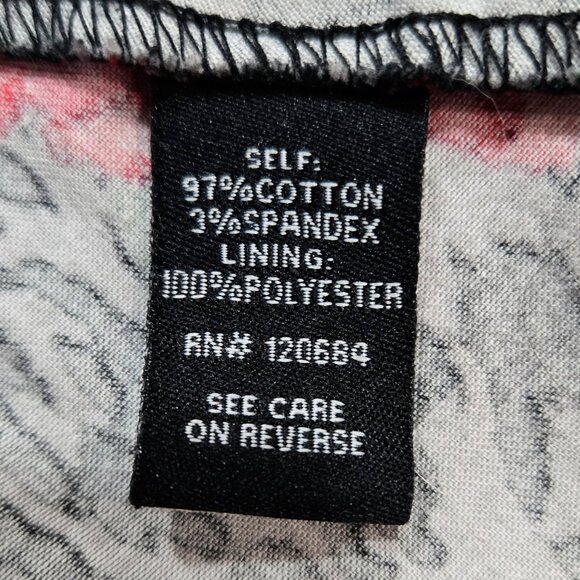 SELF:
97%COTTON
3%SPANDEX
LINING:
100%POLYESTER
RN# 120684
SEE CARE
ON REVERSE